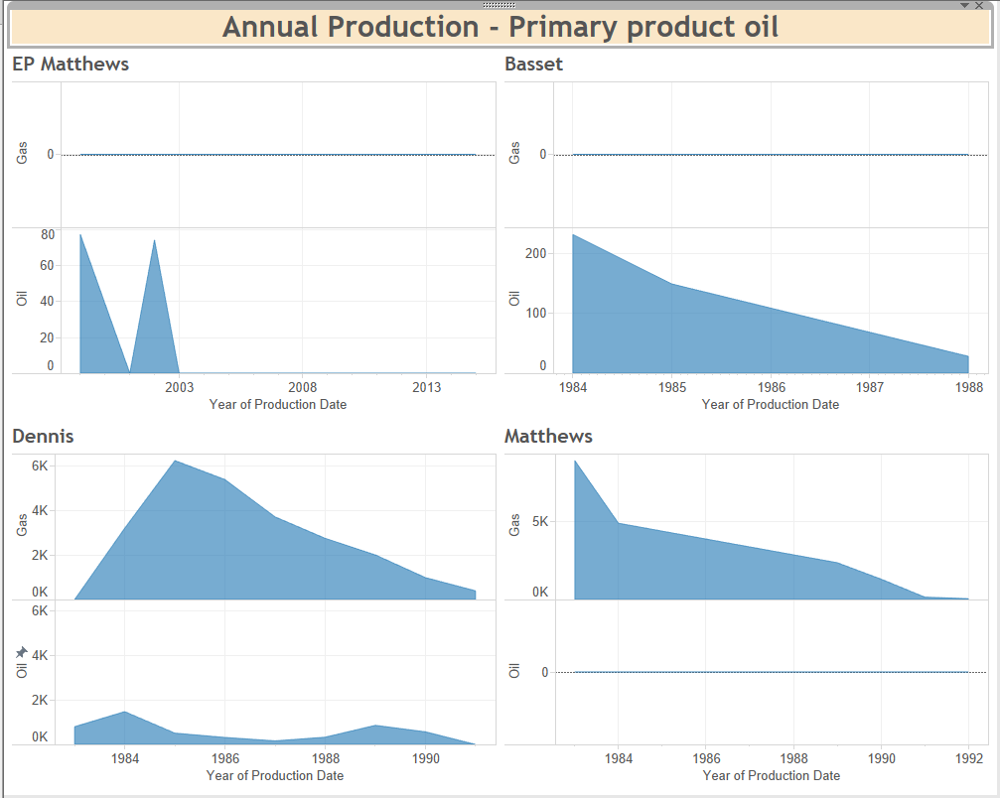 Annual Production - Primary product oil
EP Matthews
Gas
0
Oil
80
60
40
20
0
2003 2008 2013
Year of Production Date
Basset
Gas
0
Oil
200
100
0
1984 1985 1986 1987 1988
Year of Production Date
Dennis
Gas
6K
4K
2K
0K
Oil
6K
4K
2K
0K
1984 1986 1988 1990
Year of Production Date
Matthews
Gas
5K
0K
Oil
0
1984 1986 1988 1990 1992
Year of Production Date